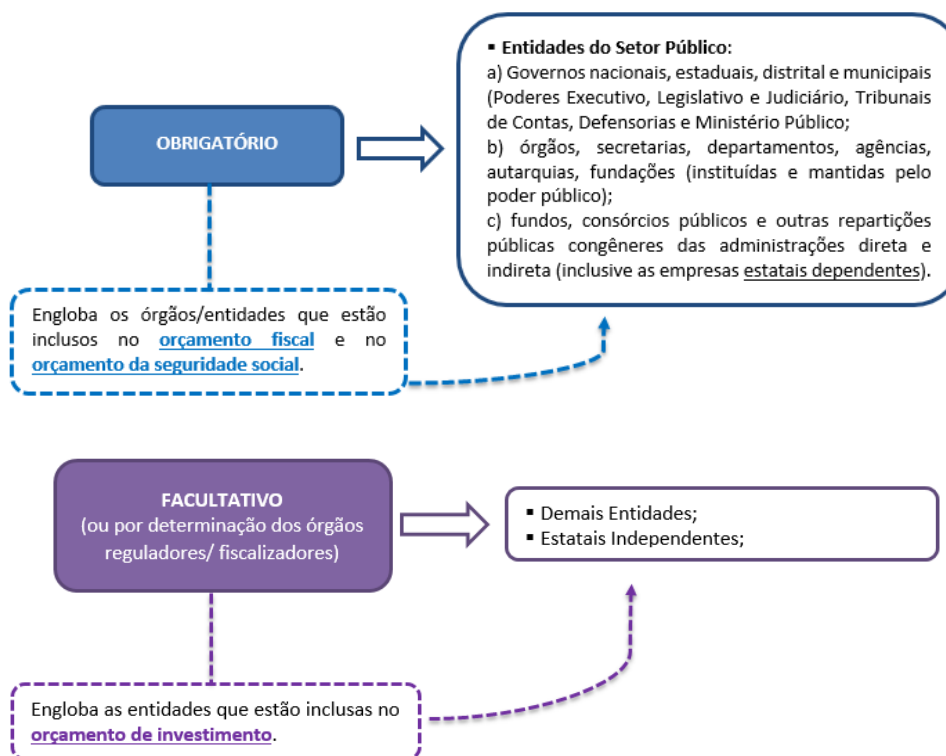 OBRIGATÓRIO
▪ Entidades do Setor Público:
a) Governos nacionais, estaduais, distrital e municipais
(Poderes Executivo, Legislativo e Judiciário, Tribunais
de Contas, Defensorias e Ministério Público;
b) órgãos, secretarias, departamentos, agências,
autarquias, fundações (instituídas e mantidas pelo
poder público);
c) fundos, consórcios públicos e outras repartições
públicas congêneres das administrações direta e
indireta (inclusive as empresas estatais dependentes).
Engloba os órgãos/entidades que estão
inclusos no orçamento fiscal e no
orçamento da seguridade social.
FACULTATIVO
(ou por determinação dos órgãos
reguladores/ fiscalizadores)
▪ Demais Entidades;
▪ Estatais Independentes;
Engloba as entidades que estão inclusas no
orçamento de investimento.